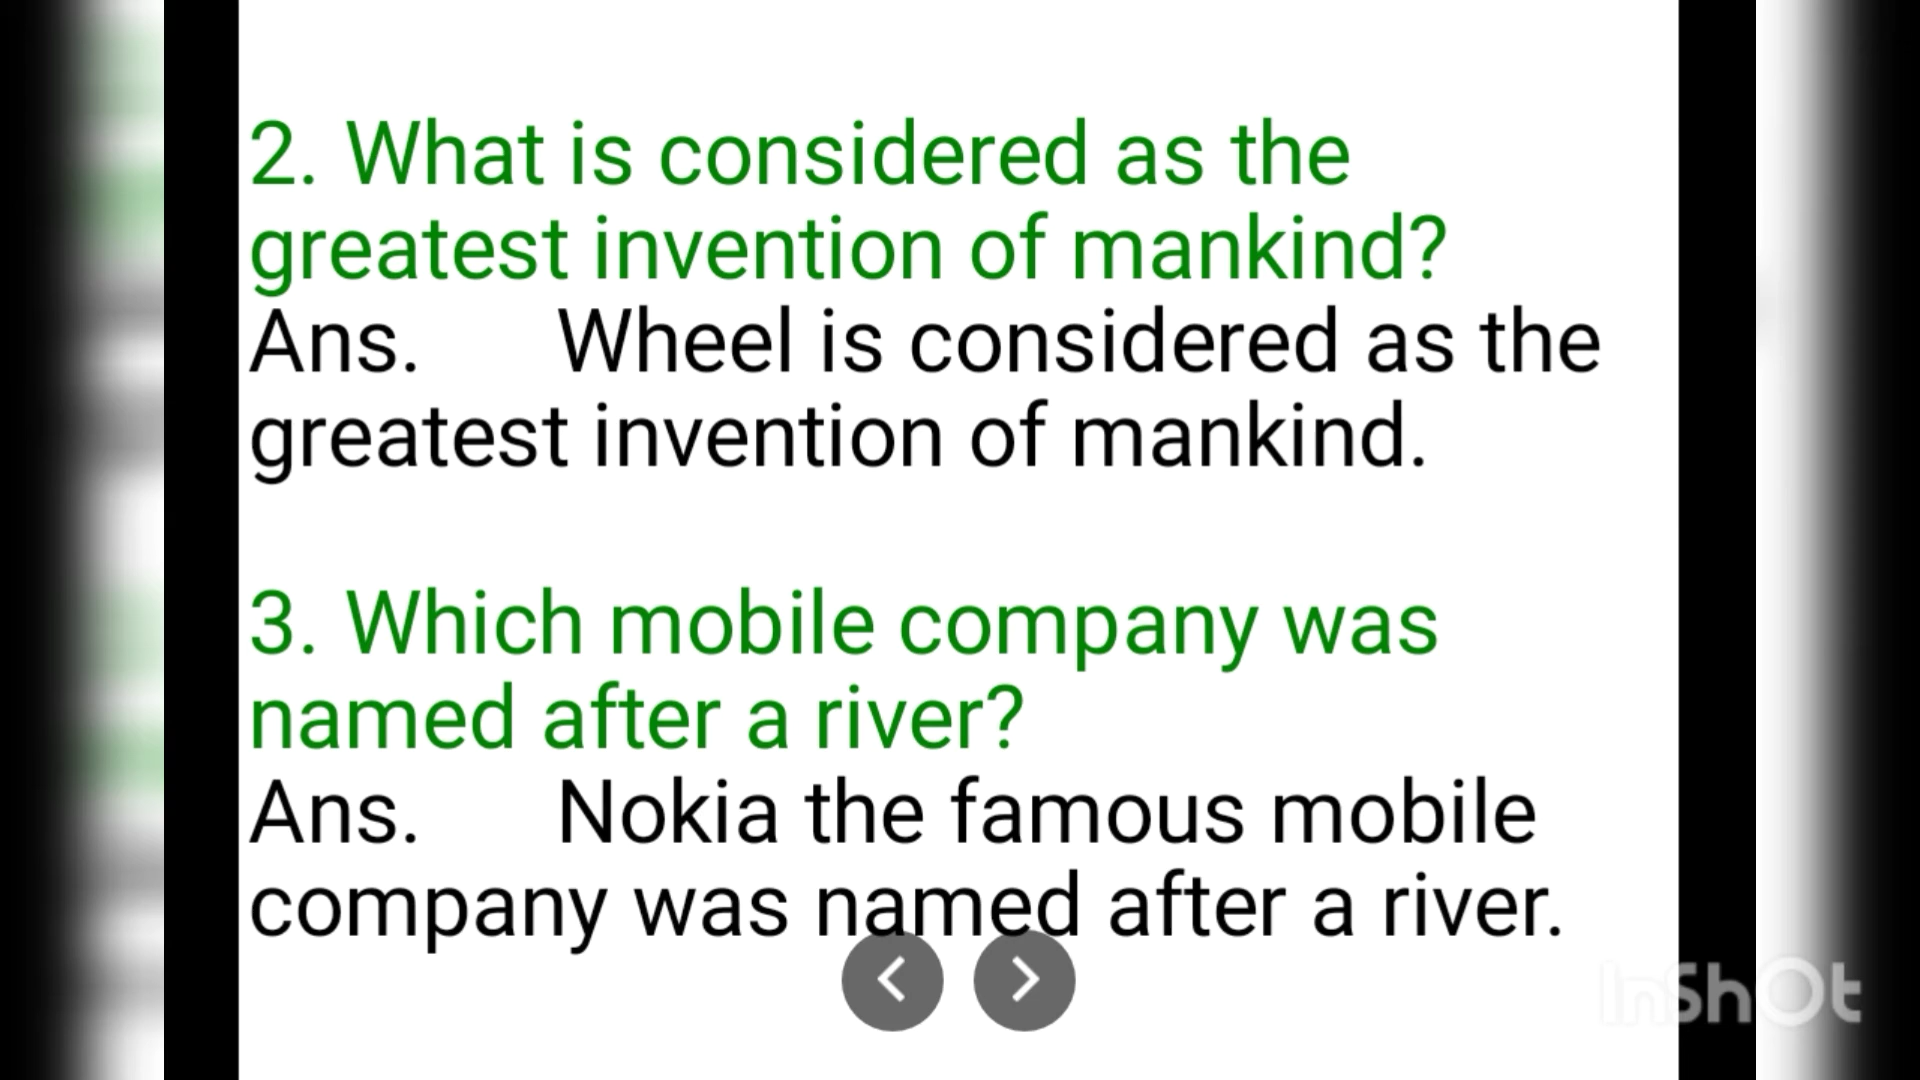 2. What is considered as the
greatest invention of mankind?
Ans. Wheel is considered as the
greatest invention of mankind.
3. Which mobile company was
named after a river?
Ans. Nokia the famous mobile
company was named after a river.
InShOt